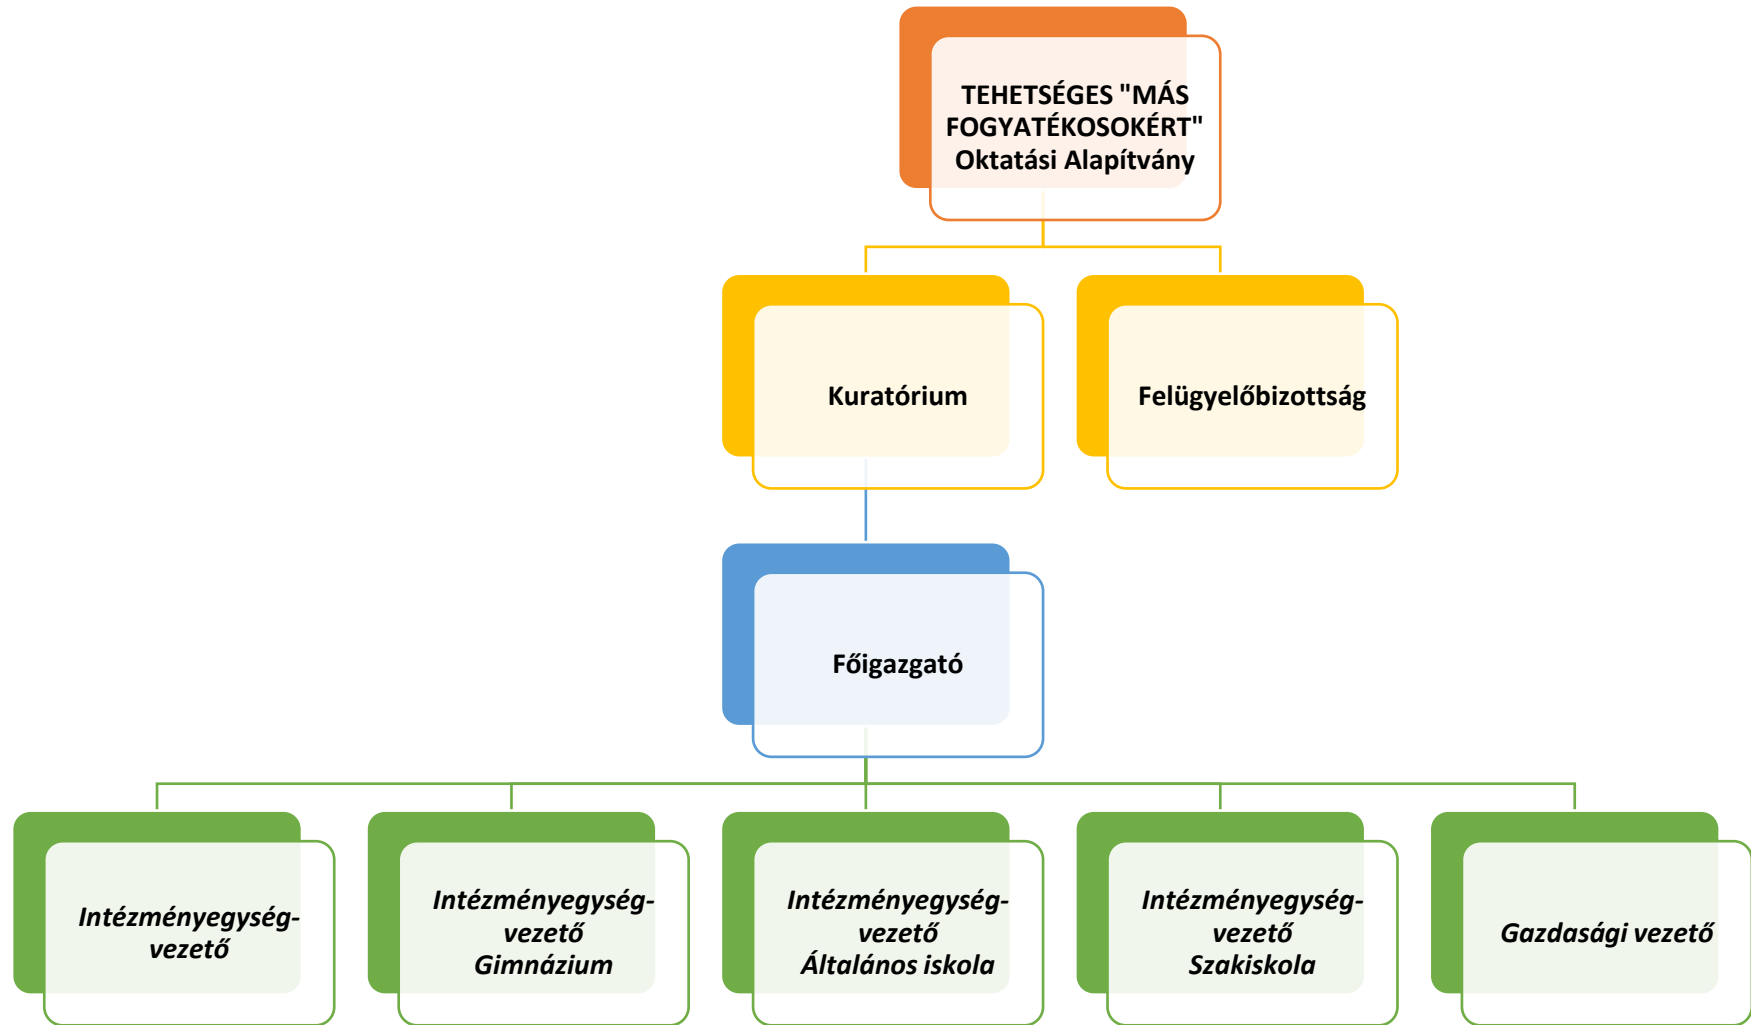 TEHETSÉGES "MÁS
FOGYATÉKOSOKÉRT"
Oktatási Alapítvány
Kuratórium
Felügyelőbizottság
Főigazgató
Intézményegység-
vezető
Intézményegység-
vezető
Gimnázium
Intézményegység-
vezető
Általános iskola
Intézményegység-
vezető
Szakiskola
Gazdasági vezető